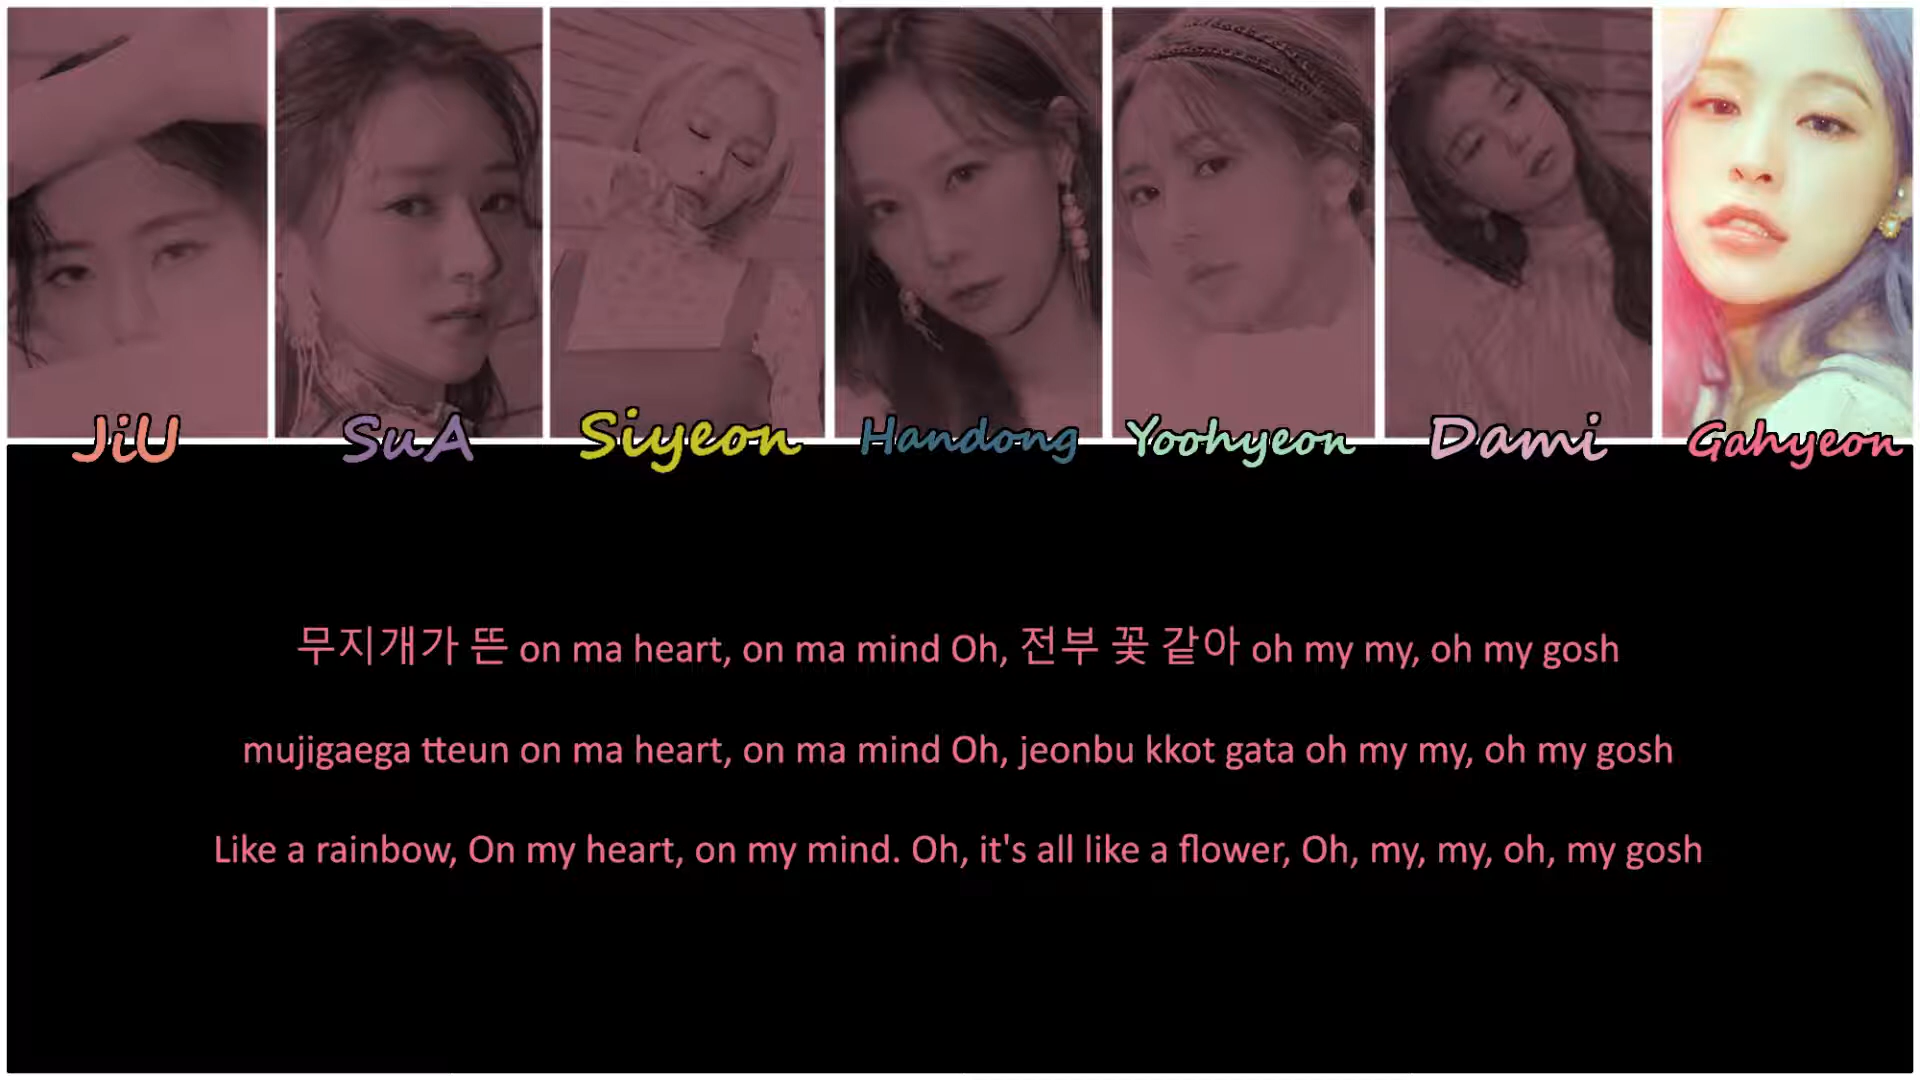 JiU SuA Siyeon Handong Yoohyeon Dami Gahyeon
무지개가 뜬 on ma heart, on ma mind Oh, 전부 꽃 같아 oh my my, oh my gosh
mujigaega tteun on ma heart, on ma mind Oh, jeonbu kkot gata oh my my, oh my gosh
Like a rainbow, On my heart, on my mind. Oh, it's all like a flower, Oh, my, my, oh, my gosh